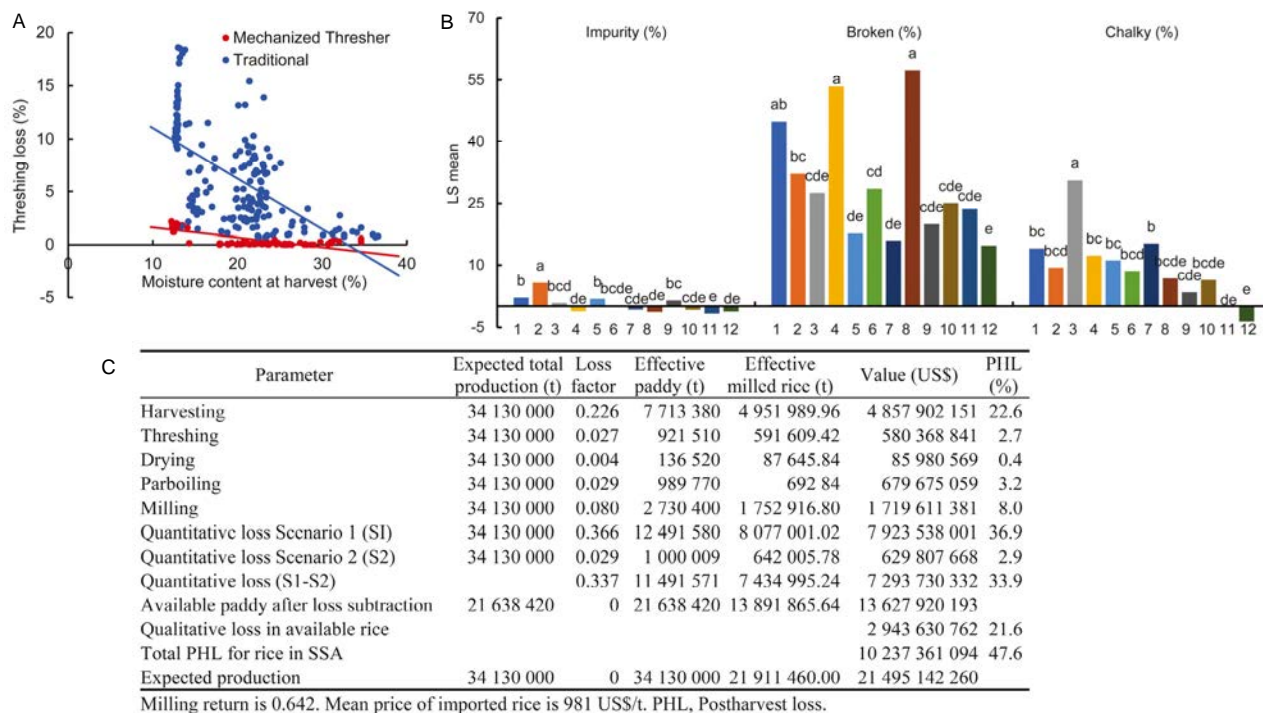 A
Threshing loss (%)
20
15
10
5
0
-5
Mechanized Thresher
Traditional
0 10 20 30 40
Moisture content at harvest (%)
B
LS mean
70
55
40
25
10
-5
Impurity (%)
b a bcd de b bcde cde de bc cde e de
1 2 3 4 5 6 7 8 9 10 11 12
Broken (%)
ab bc cde a de cd de a cde cde cde e
1 2 3 4 5 6 7 8 9 10 11 12
Chalky (%)
bc bcd a bc bc bcd b bcde cde bcde de e
1 2 3 4 5 6 7 8 9 10 11 12
C
Parameter Expected total production (t) Loss factor Effective paddy (t) Effective milled rice (t) Value (US$) PHL (%)
Harvesting 34 130 000 0.226 7 713 380 4 951 989.96 4 857 902 151 22.6
Threshing 34 130 000 0.027 921 510 591 609.42 580 368 841 2.7
Drying 34 130 000 0.004 136 520 87 645.84 85 980 569 0.4
Parboiling 34 130 000 0.029 989 770 692 84 679 675 059 3.2
Milling 34 130 000 0.080 2 730 400 1 752 916.80 1 719 611 381 8.0
Quantitative loss Scenario 1 (SI) 34 130 000 0.366 12 491 580 8 077 001.02 7 923 538 001 36.9
Quantitative loss Scenario 2 (S2) 34 130 000 0.029 1 000 009 642 005.78 629 807 668 2.9
Quantitative loss (S1-S2) 0.337 11 491 571 7 434 995.24 7 293 730 332 33.9
Available paddy after loss subtraction 21 638 420 0 21 638 420 13 891 865.64 13 627 920 193
Qualitative loss in available rice 2 943 630 762 21.6
Total PHL for rice in SSA 10 237 361 094 47.6
Expected production 34 130 000 0 34 130 000 21 911 460.00 21 495 142 260
Milling return is 0.642. Mean price of imported rice is 981 US$/t. PHL, Postharvest loss.